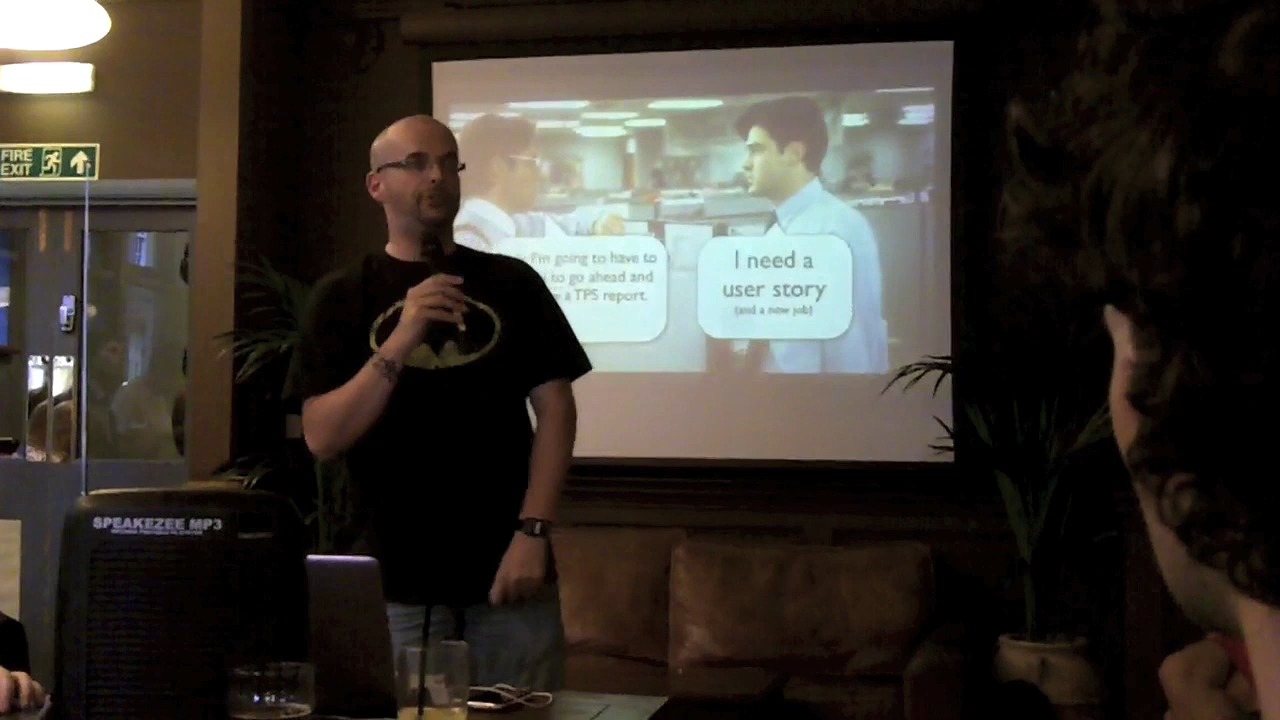 FIRE
EXIT
I'm going to have to
to go ahead and
a TPS report.
I need a
user story
(and a new job)
SPEAKEZEE MP3